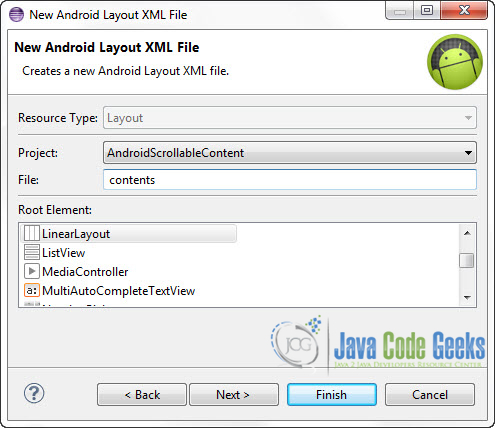 New Android Layout XML File
New Android Layout XML File
Creates a new Android Layout XML file.
Resource Type: Layout
Project: AndroidScrollableContent
File: contents
Root Element:
LinearLayout
ListView
MediaController
a: MultiAutoCompleteTextView
JCG Java Code Geeks
JAVA 2 JAVA DEVELOPERS RESOURCE CENTER
? < Back Next > Finish Cancel